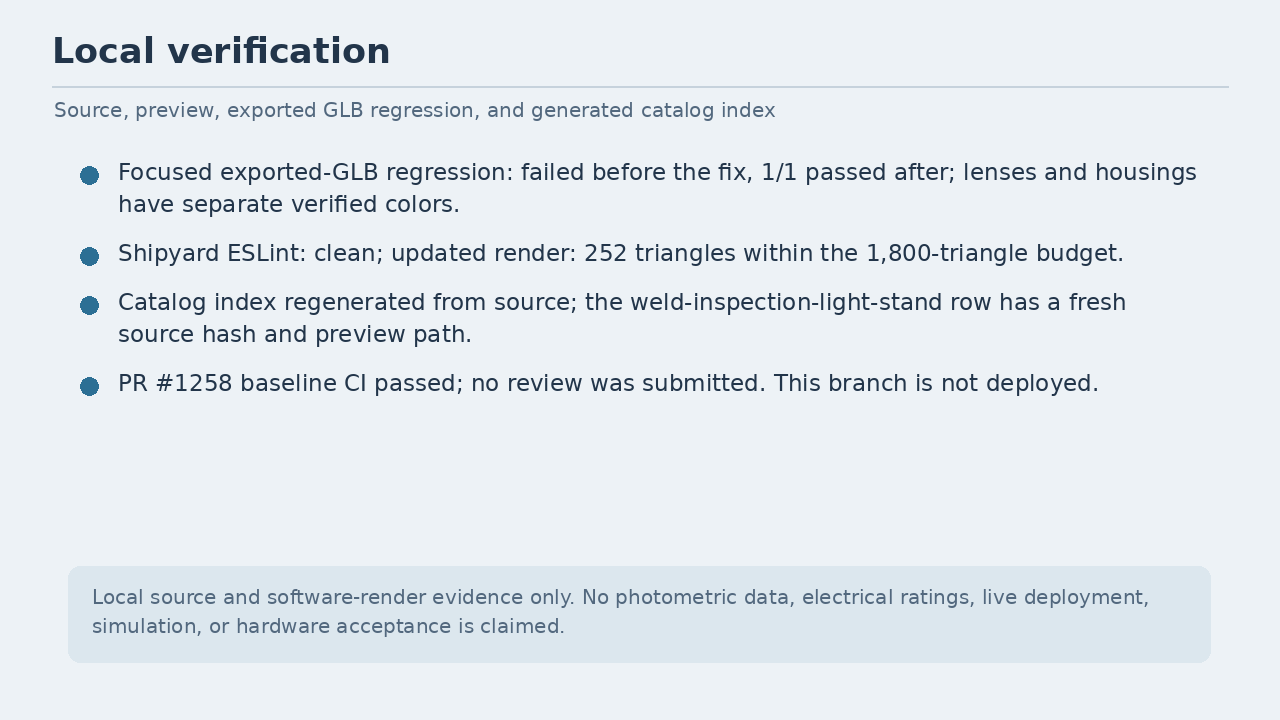 Local verification
Source, preview, exported GLB regression, and generated catalog index
Focused exported-GLB regression: failed before the fix, 1/1 passed after; lenses and housings
have separate verified colors.
Shipyard ESLint: clean; updated render: 252 triangles within the 1,800-triangle budget.
Catalog index regenerated from source; the weld-inspection-light-stand row has a fresh
source hash and preview path.
PR #1258 baseline CI passed; no review was submitted. This branch is not deployed.
Local source and software-render evidence only. No photometric data, electrical ratings, live deployment,
simulation, or hardware acceptance is claimed.